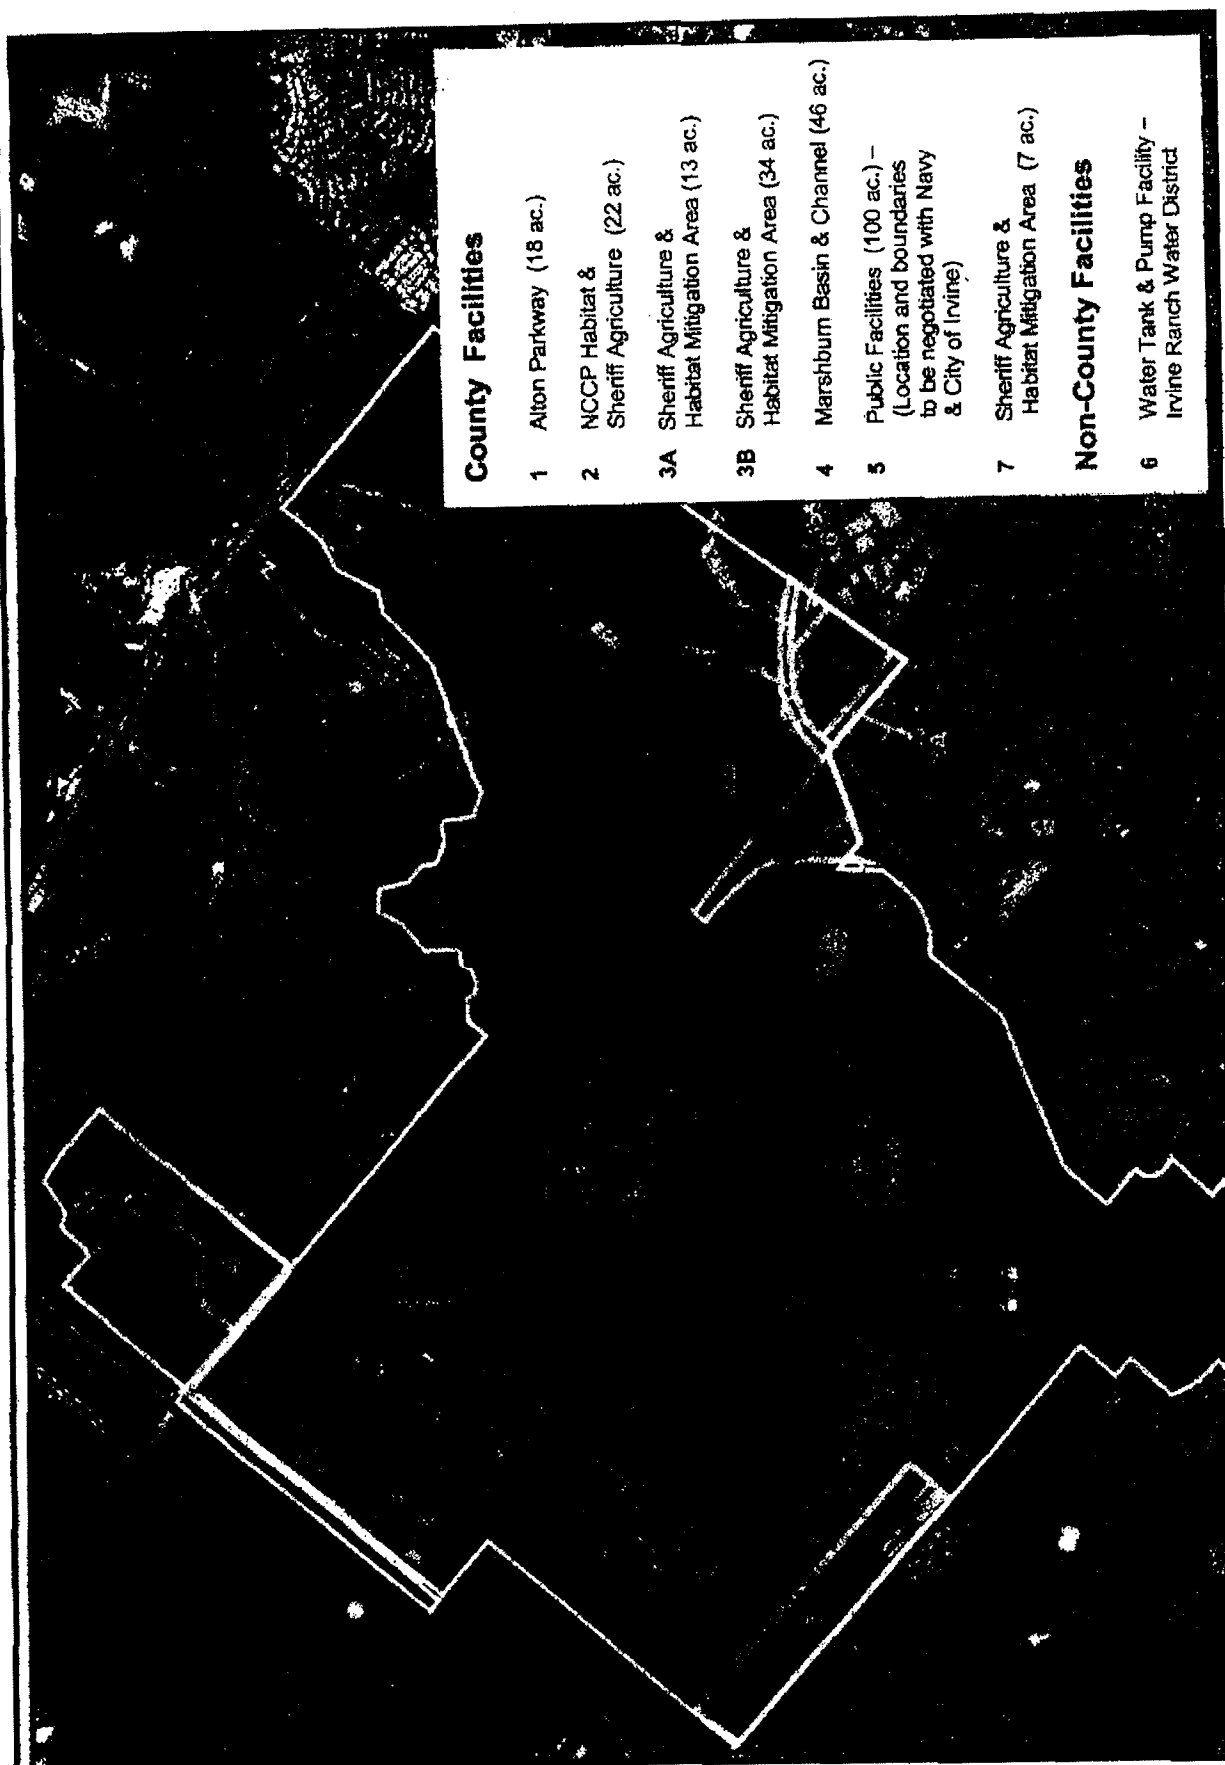 County Facilities
1 Alton Parkway (18 ac.)
2 NCCP Habitat &
Sheriff Agriculture (22 ac.)
3A Sheriff Agriculture &
Habitat Mitigation Area (13 ac.)
3B Sheriff Agriculture &
Habitat Mitigation Area (34 ac.)
4 Marshburn Basin & Channel (46 ac.)
5 Public Facilities (100 ac.) –
(Location and boundaries
to be negotiated with Navy
& City of Irvine)
7 Sheriff Agriculture &
Habitat Mitigation Area (7 ac.)
Non-County Facilities
6 Water Tank & Pump Facility –
Irvine Ranch Water District